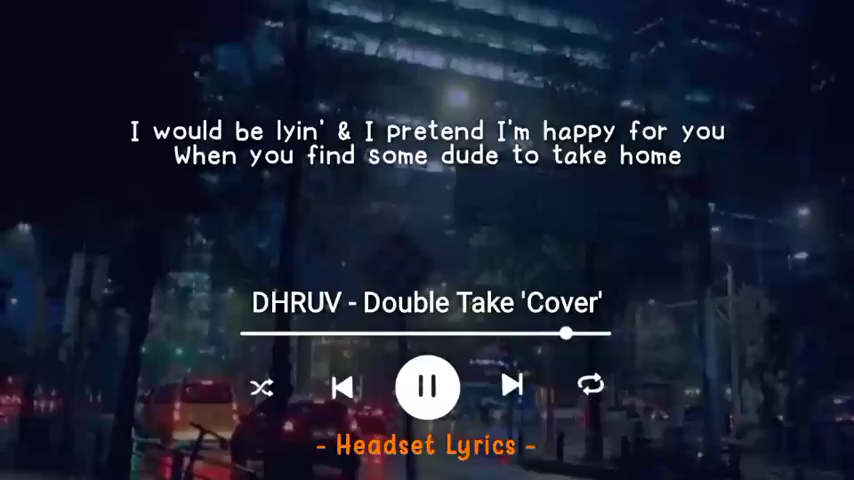 I would be lyin' & I pretend I'm happy for you
When you find some dude to take home
DHRUV - Double Take 'Cover'
- Headset Lyrics -